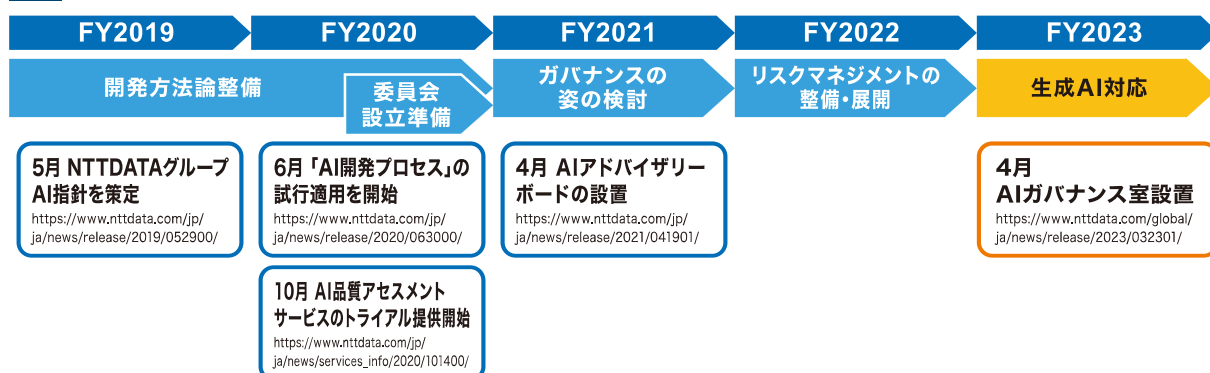 FY2019
FY2020
FY2021
FY2022
FY2023
開発方法論整備
委員会
設立準備
ガバナンスの
姿の検討
リスクマネジメントの
整備・展開
生成AI対応
5月 NTTDATAグループ
AI指針を策定
https://www.nttdata.com/jp/
ja/news/release/2019/052900/
6月 「AI開発プロセス」の
試行適用を開始
https://www.nttdata.com/jp/
ja/news/release/2020/063000/
10月 AI品質アセスメント
サービスのトライアル提供開始
https://www.nttdata.com/jp/
ja/news/services_info/2020/101400/
4月 AIアドバイザリー
ボードの設置
https://www.nttdata.com/jp/
ja/news/release/2021/041901/
4月
AIガバナンス室設置
https://www.nttdata.com/global/
ja/news/release/2023/032301/